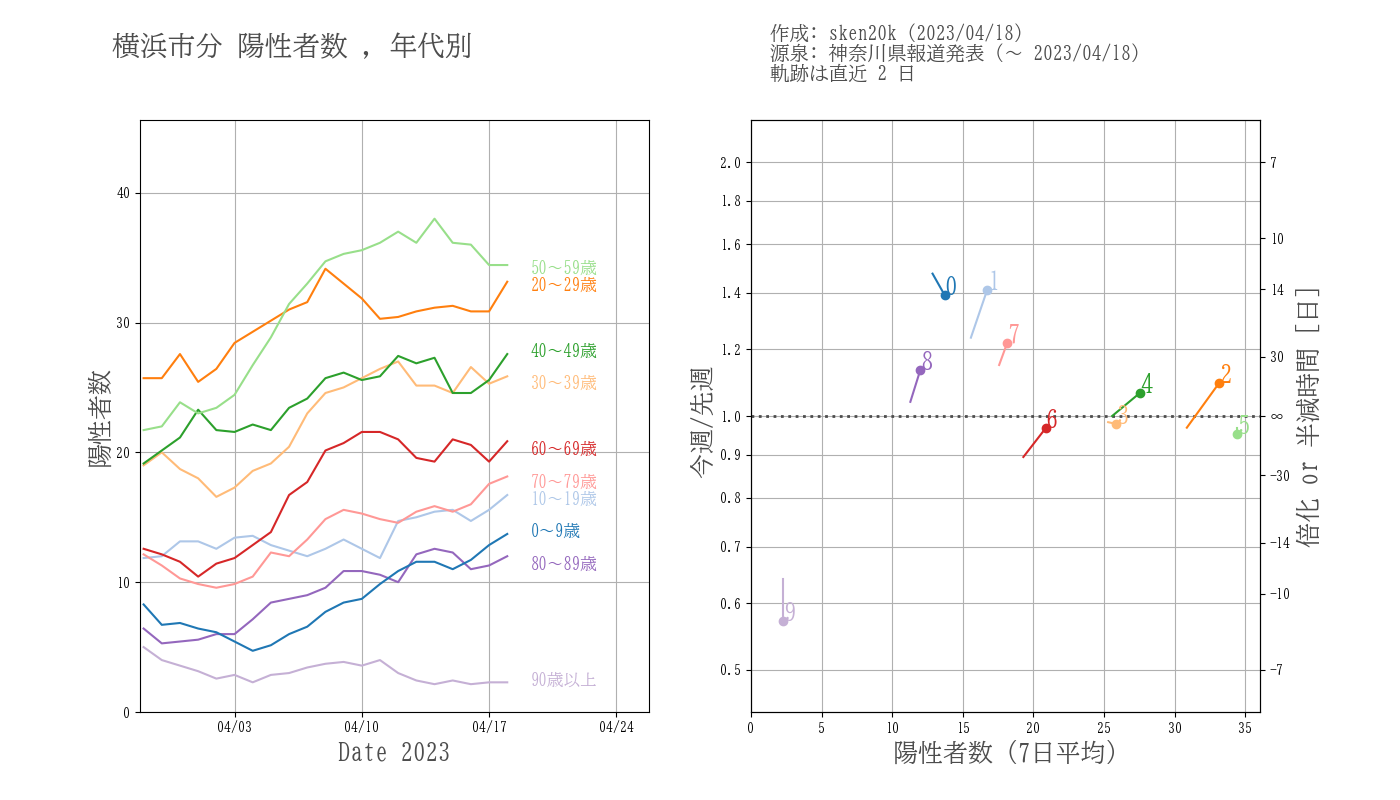 横浜市分 陽性者数 , 年代別
作成: sken20k (2023/04/18)
源泉: 神奈川県報道発表 (～ 2023/04/18)
軌跡は直近 2 日
陽性者数
40
30
20
10
0
04/03
04/10
04/17
04/24
Date 2023
50～59歳
20～29歳
40～49歳
30～39歳
60～69歳
70～79歳
10～19歳
0～9歳
80～89歳
90歳以上
今週/先週
2.0
1.8
1.6
1.4
1.2
1.0
0.9
0.8
0.7
0.6
0.5
0
1
7
8
2
4
3
6
5
9
0
5
10
15
20
25
30
35
陽性者数 (7日平均)
7
10
14
30
∞
-30
-14
-10
-7
倍化 or 半減時間 [日]